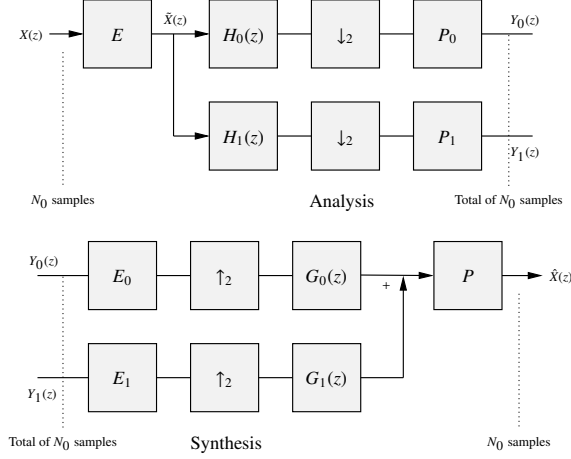 X(z)
E
X̃(z)
H₀(z)
↓₂
P₀
Y₀(z)
H₁(z)
↓₂
P₁
Y₁(z)
N₀ samples
Analysis
Total of N₀ samples
Y₀(z)
E₀
↑₂
G₀(z)
+
P
X̂(z)
Y₁(z)
E₁
↑₂
G₁(z)
Total of N₀ samples
Synthesis
N₀ samples